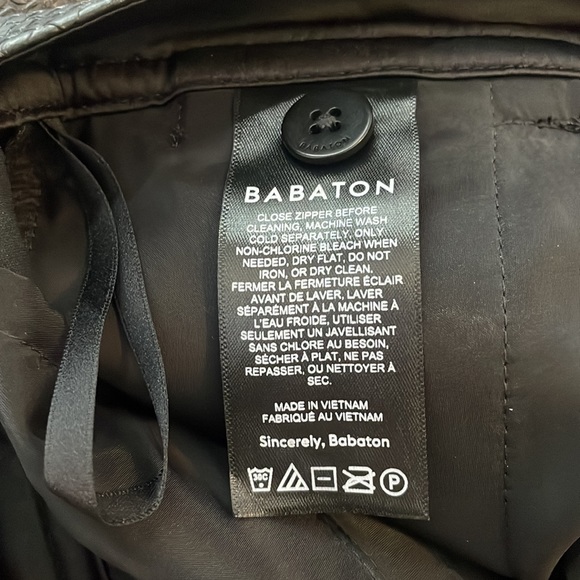 BABATON
BABATON
CLOSE ZIPPER BEFORE
CLEANING, MACHINE WASH
COLD SEPARATELY, ONLY
NON-CHLORINE BLEACH WHEN
NEEDED, DRY FLAT, DO NOT
IRON, OR DRY CLEAN.
FERMER LA FERMETURE ÉCLAIR
AVANT DE LAVER, LAVER
SÉPARÉMENT À LA MACHINE À
L'EAU FROIDE, UTILISER
SEULEMENT UN JAVELLISANT
SANS CHLORE AU BESOIN,
SÉCHER À PLAT, NE PAS
REPASSER, OU NETTOYER À
SEC.
MADE IN VIETNAM
FABRIQUÉ AU VIETNAM
Sincerely, Babaton
30C P